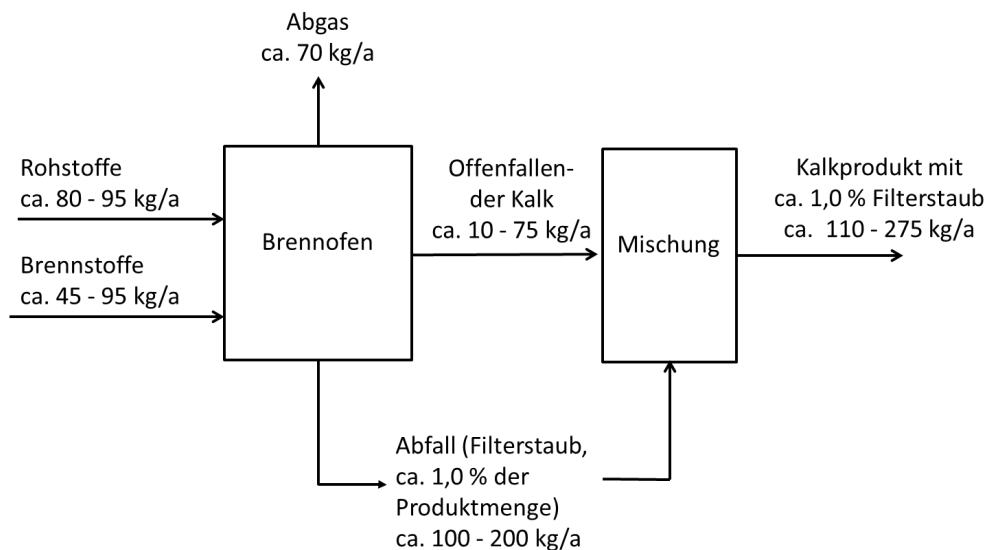 Abgas
ca. 70 kg/a
Rohstoffe
ca. 80 - 95 kg/a
Brennstoffe
ca. 45 - 95 kg/a
Brennofen
Offenfallen-
der Kalk
ca. 10 - 75 kg/a
Mischung
Kalkprodukt mit
ca. 1,0 % Filterstaub
ca. 110 - 275 kg/a
Abfall (Filterstaub,
ca. 1,0 % der
Produktmenge)
ca. 100 - 200 kg/a